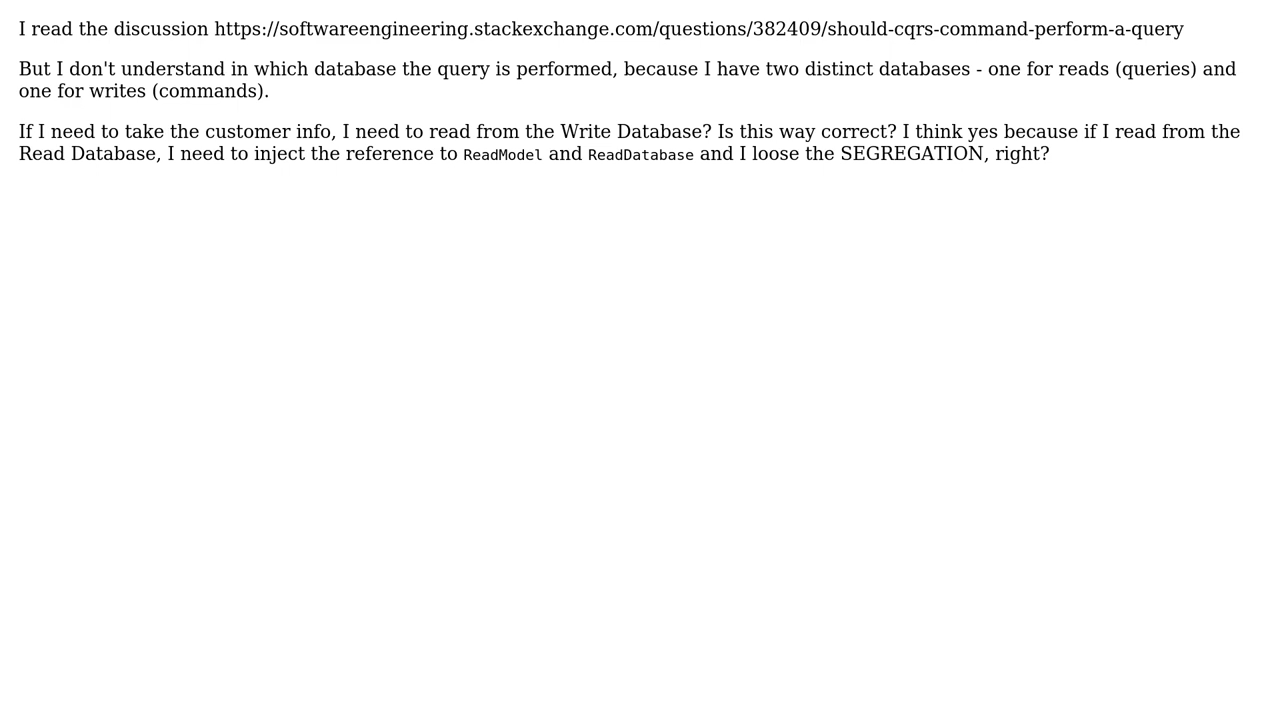 I read the discussion https://softwareengineering.stackexchange.com/questions/382409/should-cqrs-command-perform-a-query
But I don't understand in which database the query is performed, because I have two distinct databases - one for reads (queries) and
one for writes (commands).
If I need to take the customer info, I need to read from the Write Database? Is this way correct? I think yes because if I read from the
Read Database, I need to inject the reference to ReadModel and ReadDatabase and I loose the SEGREGATION, right?